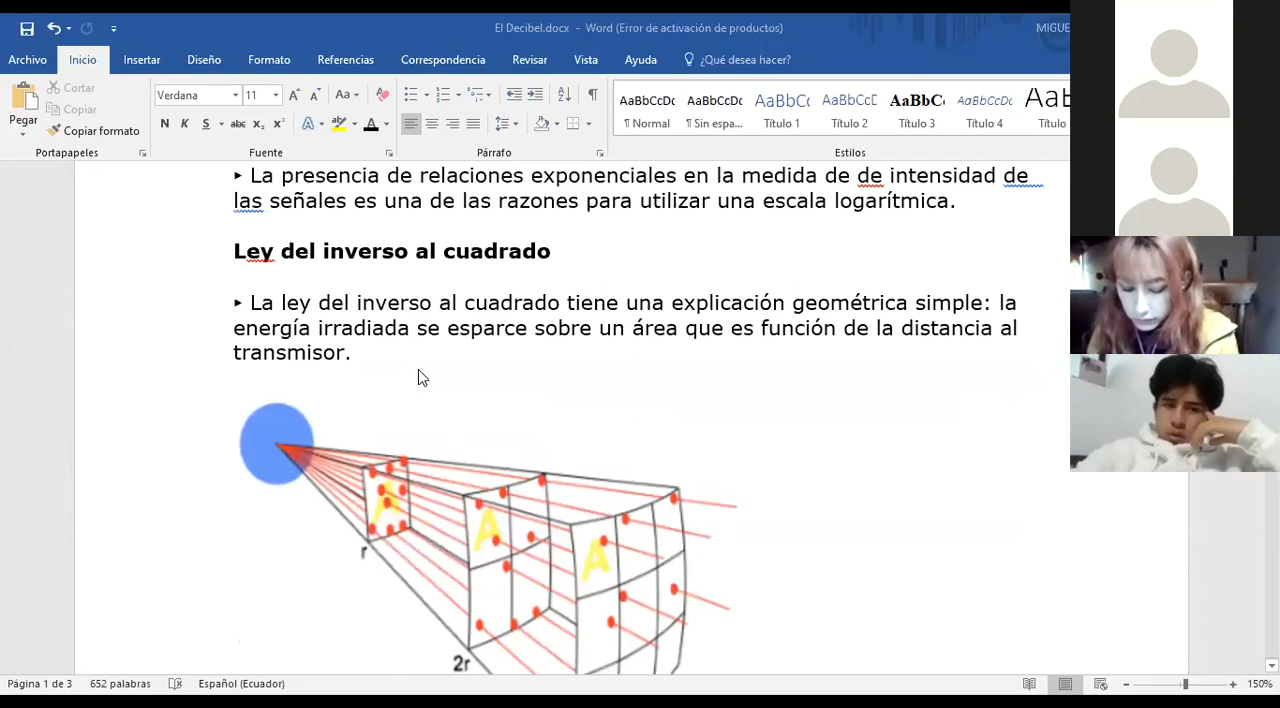 El Decibel.docx - Word (Error de activación de productos)
MIGUE
Archivo Inicio Insertar Diseño Formato Referencias Correspondencia Revisar Vista Ayuda ¿Qué desea hacer?
Pegar
Cortar
Copiar
Copiar formato
Portapapeles
Verdana 11
Aa
N K S abc x₂ x² A A
Fuente
Párrafo
AaBbCcDc AaBbCcDc AaBbCc AaBbCcD AaBbCc AaBbCcDc AaBb
¶ Normal ¶ Sin espa... Título 1 Título 2 Título 3 Título 4 Título
Estilos
‣ La presencia de relaciones exponenciales en la medida de de intensidad de
las señales es una de las razones para utilizar una escala logarítmica.
Ley del inverso al cuadrado
‣ La ley del inverso al cuadrado tiene una explicación geométrica simple: la
energía irradiada se esparce sobre un área que es función de la distancia al
transmisor.
A
A
A
r
2r
Página 1 de 3 652 palabras Español (Ecuador) 150%